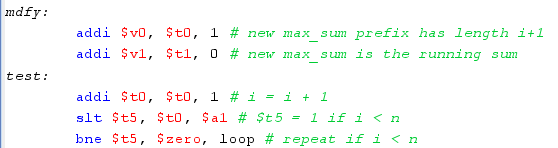 mdfy:
addi $v0, $t0, 1 # new max_sum prefix has length i+1
addi $v1, $t1, 0 # new max_sum is the running sum
test:
addi $t0, $t0, 1 # i = i + 1
slt $t5, $t0, $a1 # $t5 = 1 if i < n
bne $t5, $zero, loop # repeat if i < n